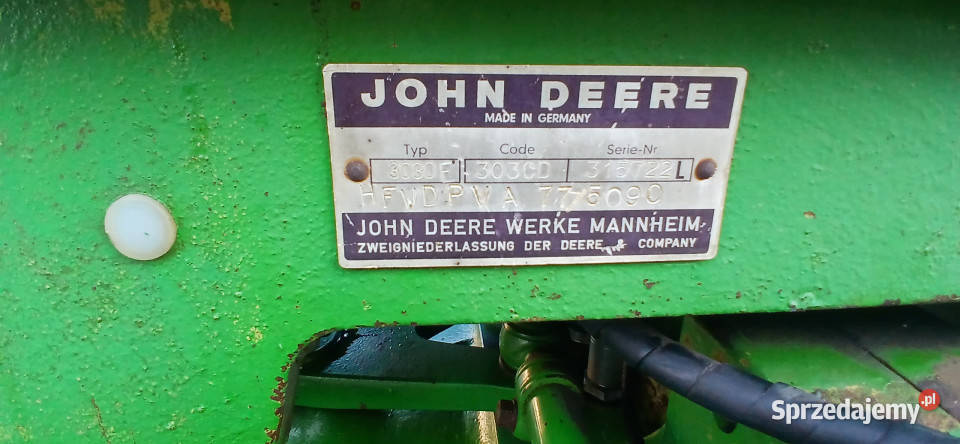 JOHN DEERE
MADE IN GERMANY
Typ Code Serie-Nr
303CD 315722L
JOHN DEERE WERKE MANNHEIM
ZWEIGNIEDERLASSUNG DER DEERE & COMPANY
Sprzedajemy.pl